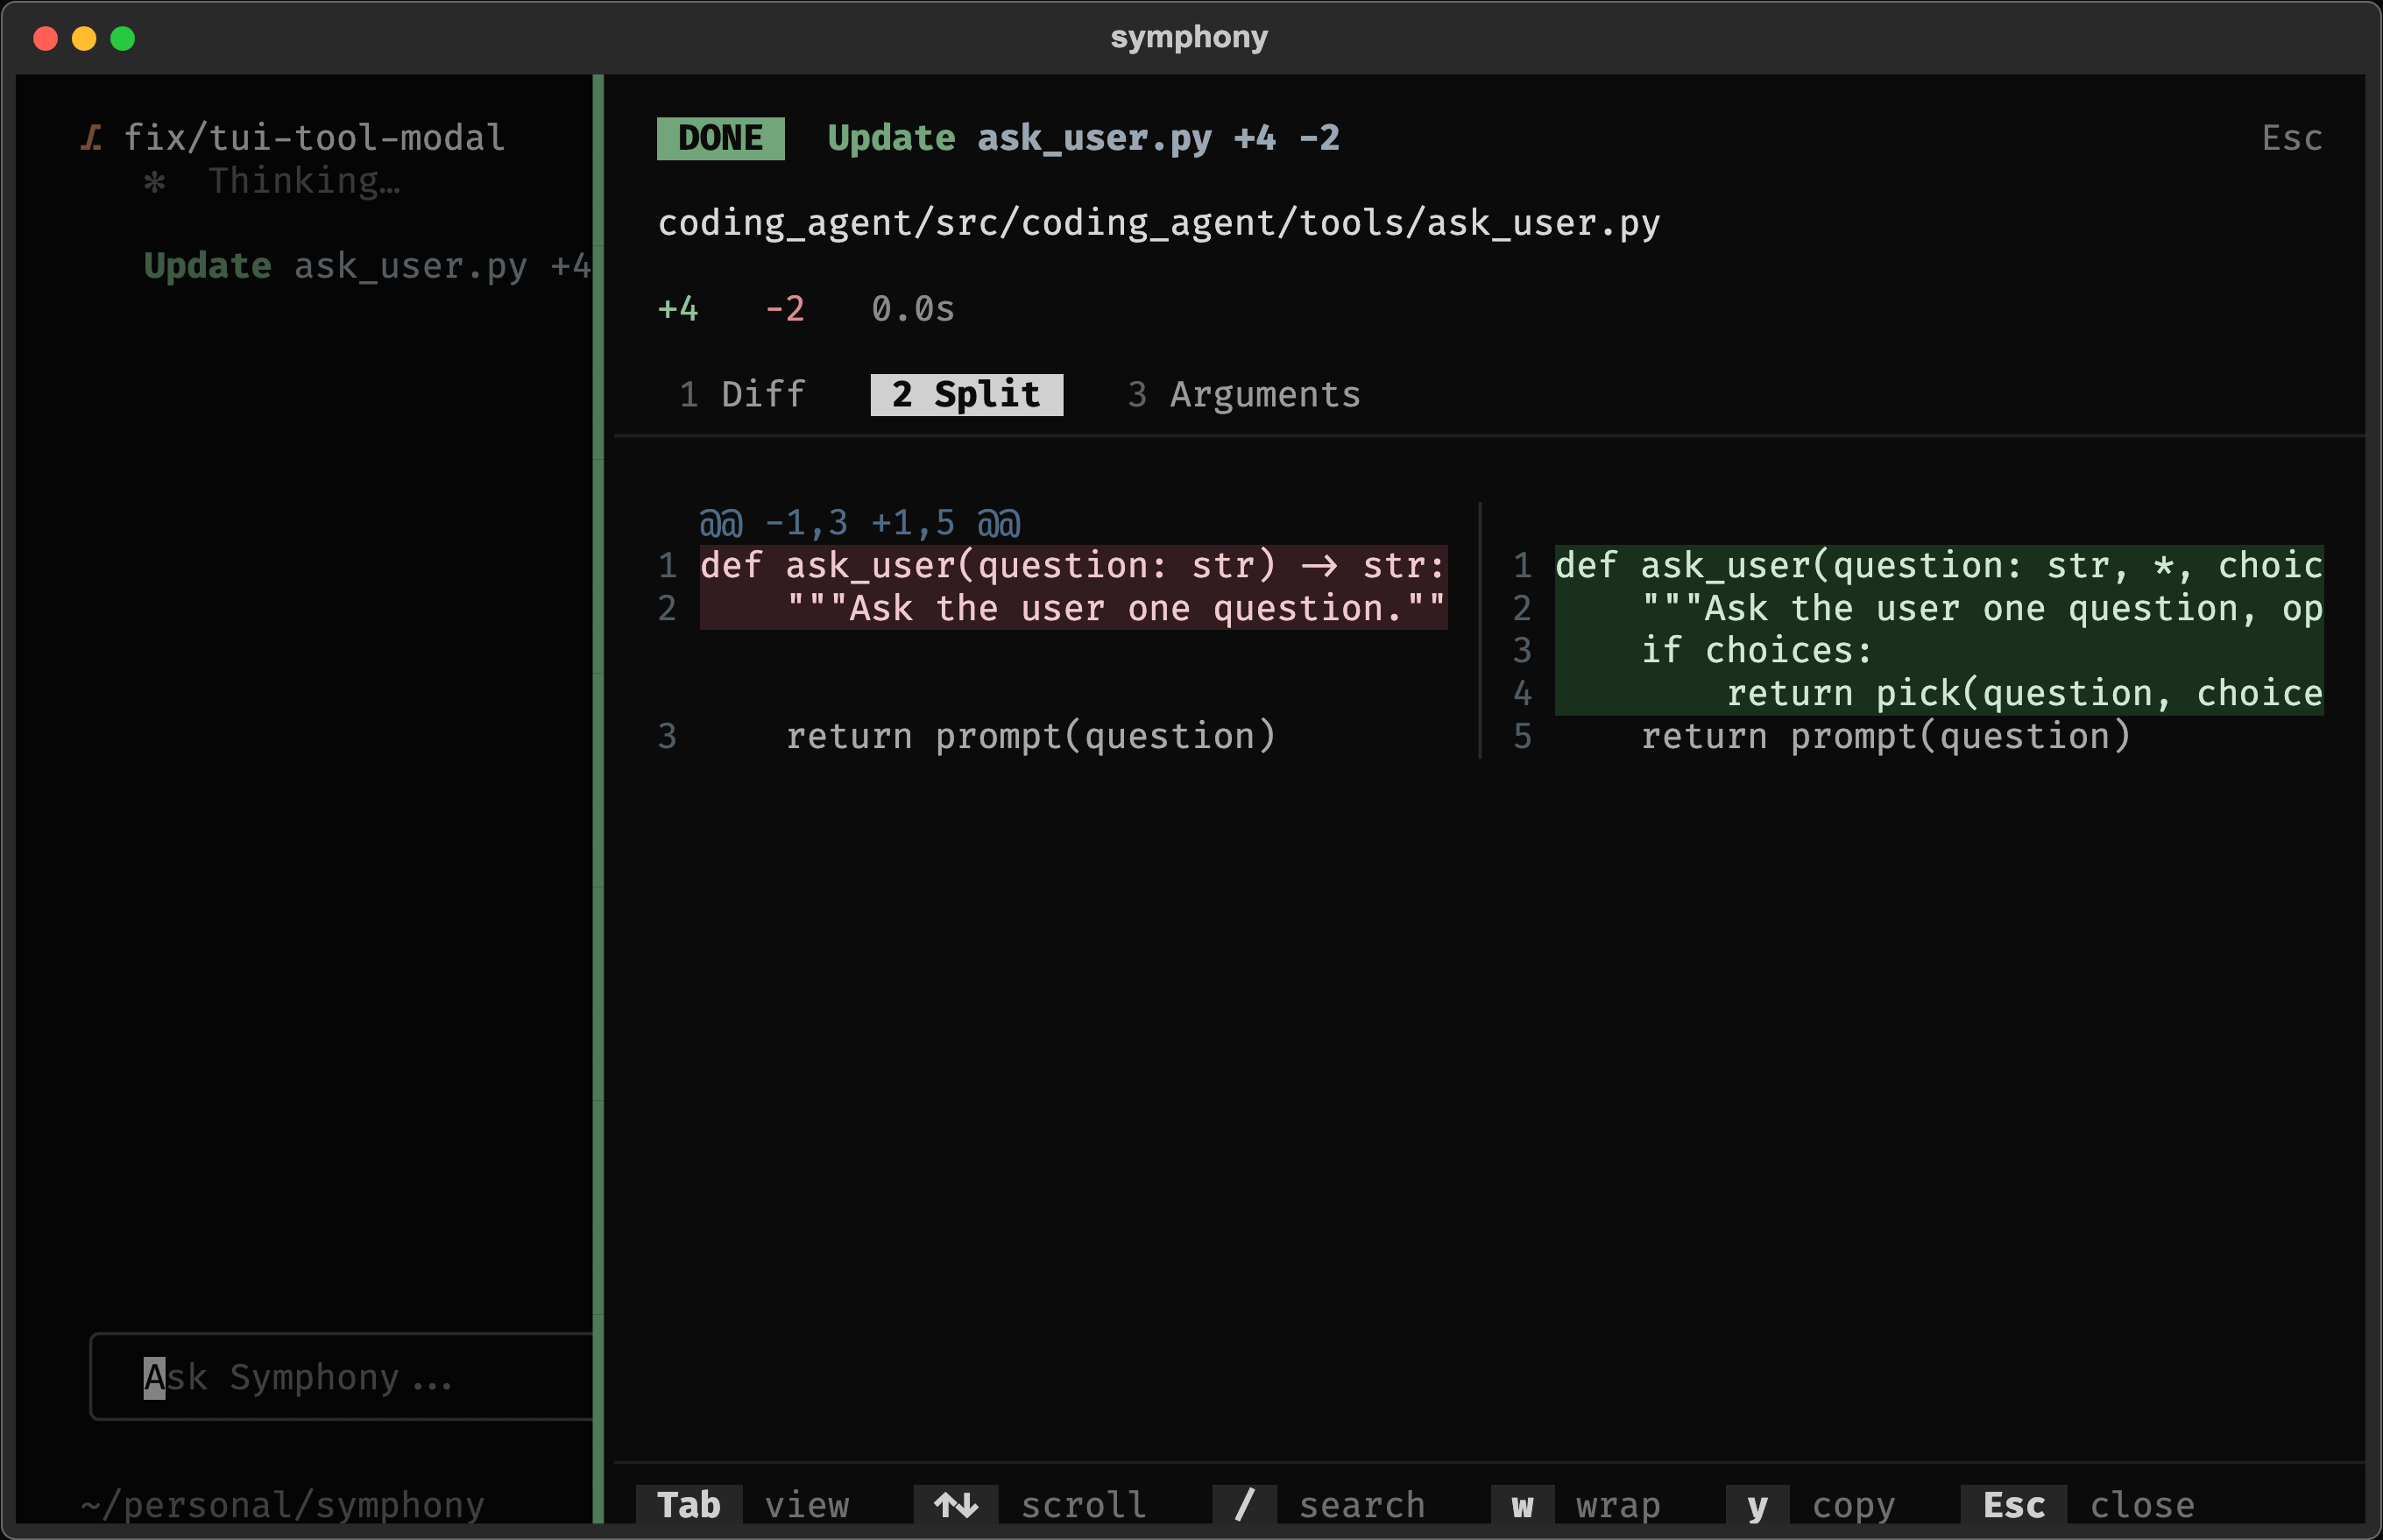 symphony
fix/tui-tool-modal
✻ Thinking…
Update ask_user.py +4
Ask Symphony...
~/personal/symphony
DONE Update ask_user.py +4 -2 Esc
coding_agent/src/coding_agent/tools/ask_user.py
+4 -2 0.0s
1 Diff 2 Split 3 Arguments
@@ -1,3 +1,5 @@
1 def ask_user(question: str) -> str:
2 """Ask the user one question.""
3 return prompt(question)
1 def ask_user(question: str, *, choic
2 """Ask the user one question, op
3 if choices:
4 return pick(question, choice
5 return prompt(question)
Tab view ↑↓ scroll / search w wrap y copy Esc close